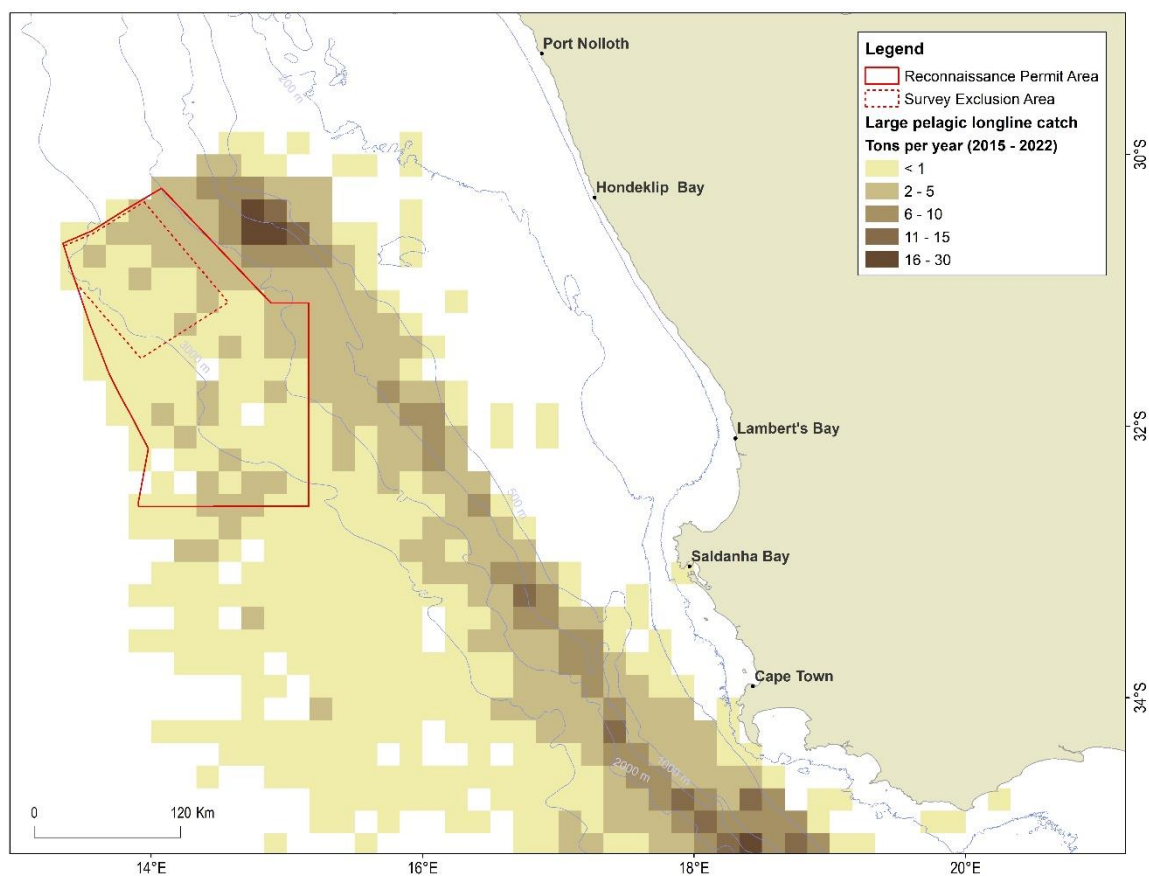 Port Nolloth
Hondeklip Bay
Lambert's Bay
Saldanha Bay
Cape Town
200 m
3000 m
500 m
1000 m
2000 m
Legend
Reconnaissance Permit Area
Survey Exclusion Area
Large pelagic longline catch
Tons per year (2015 - 2022)
< 1
2 - 5
6 - 10
11 - 15
16 - 30
30°S
32°S
34°S
0 120 Km
14°E 16°E 18°E 20°E